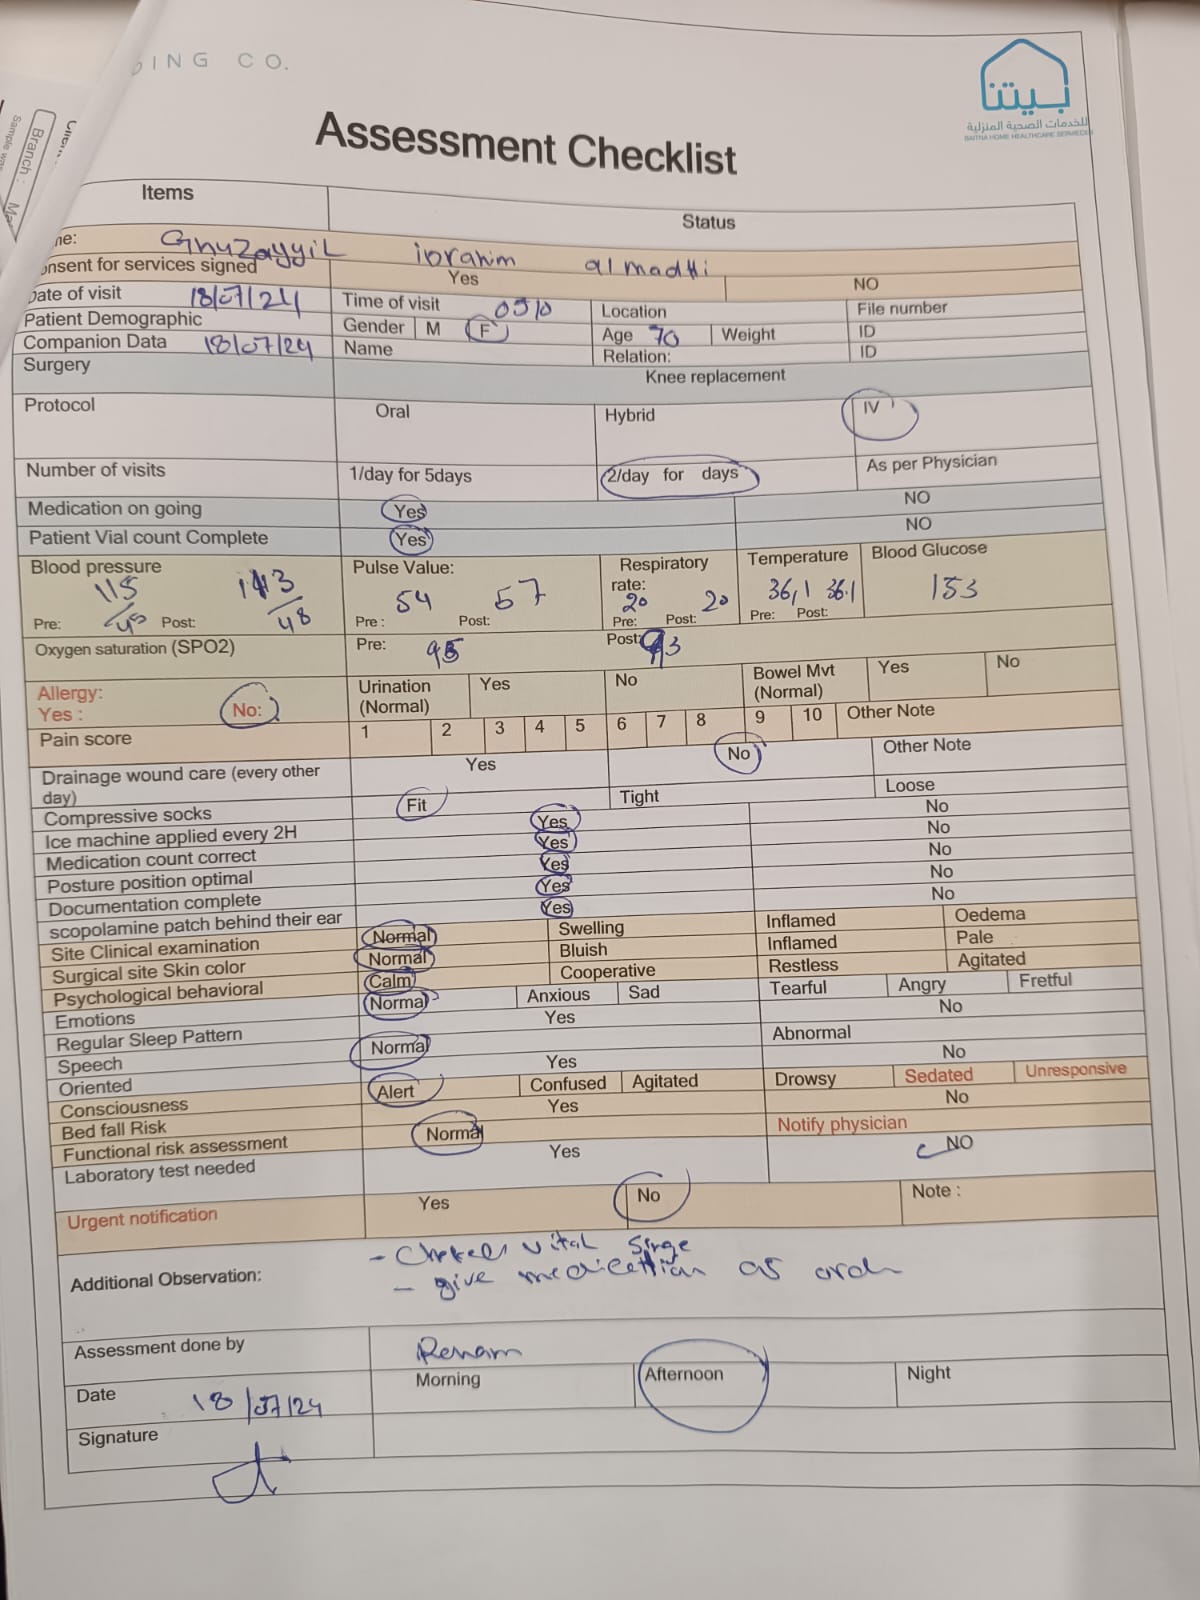 ING CO.
بيتنا
للخدمات الصحية المنزلية
BAITNA HOME HEALTHCARE SERVICES
Branch :
Assessment Checklist
Items Status
me: Ghuzayyil ibrahim almadhi
onsent for services signed Yes NO
Date of visit 18/07/24 Time of visit 0510 Location File number
Patient Demographic Gender M F Age 70 Weight ID
Companion Data 18/07/24 Name Relation: ID
Surgery Knee replacement
Protocol Oral Hybrid IV
Number of visits 1/day for 5days 2/day for days As per Physician
Medication on going Yes NO
Patient Vial count Complete Yes NO
Blood pressure Pulse Value: Respiratory rate: Temperature Blood Glucose
Pre: 115/ Post: 143/48 Pre : 54 Post: 57 Pre: 20 Post: 20 Pre: 36,1 Post: 36.1 153
Oxygen saturation (SPO2) Pre: 95 Post: 93
Allergy: Yes : No: Urination (Normal) Yes No Bowel Mvt (Normal) Yes No
Pain score 1 2 3 4 5 6 7 8 9 10 Other Note
Drainage wound care (every other day) Yes No Other Note
Compressive socks Fit Tight Loose
Ice machine applied every 2H Yes No
Medication count correct Yes No
Posture position optimal Yes No
Documentation complete Yes No
scopolamine patch behind their ear Yes No
Site Clinical examination Normal Swelling Inflamed Oedema
Surgical site Skin color Normal Bluish Inflamed Pale
Psychological behavioral Calm Cooperative Restless Agitated
Emotions Normal Anxious Sad Tearful Angry Fretful
Regular Sleep Pattern Yes No
Speech Normal Abnormal
Oriented Yes No
Consciousness Alert Confused Agitated Drowsy Sedated Unresponsive
Bed fall Risk Yes No
Functional risk assessment Normal Notify physician
Laboratory test needed Yes NO
Urgent notification Yes No Note :
Additional Observation:
- vital
- give as
Assessment done by Renam
Date 18/07/24 Morning Afternoon Night
Signature